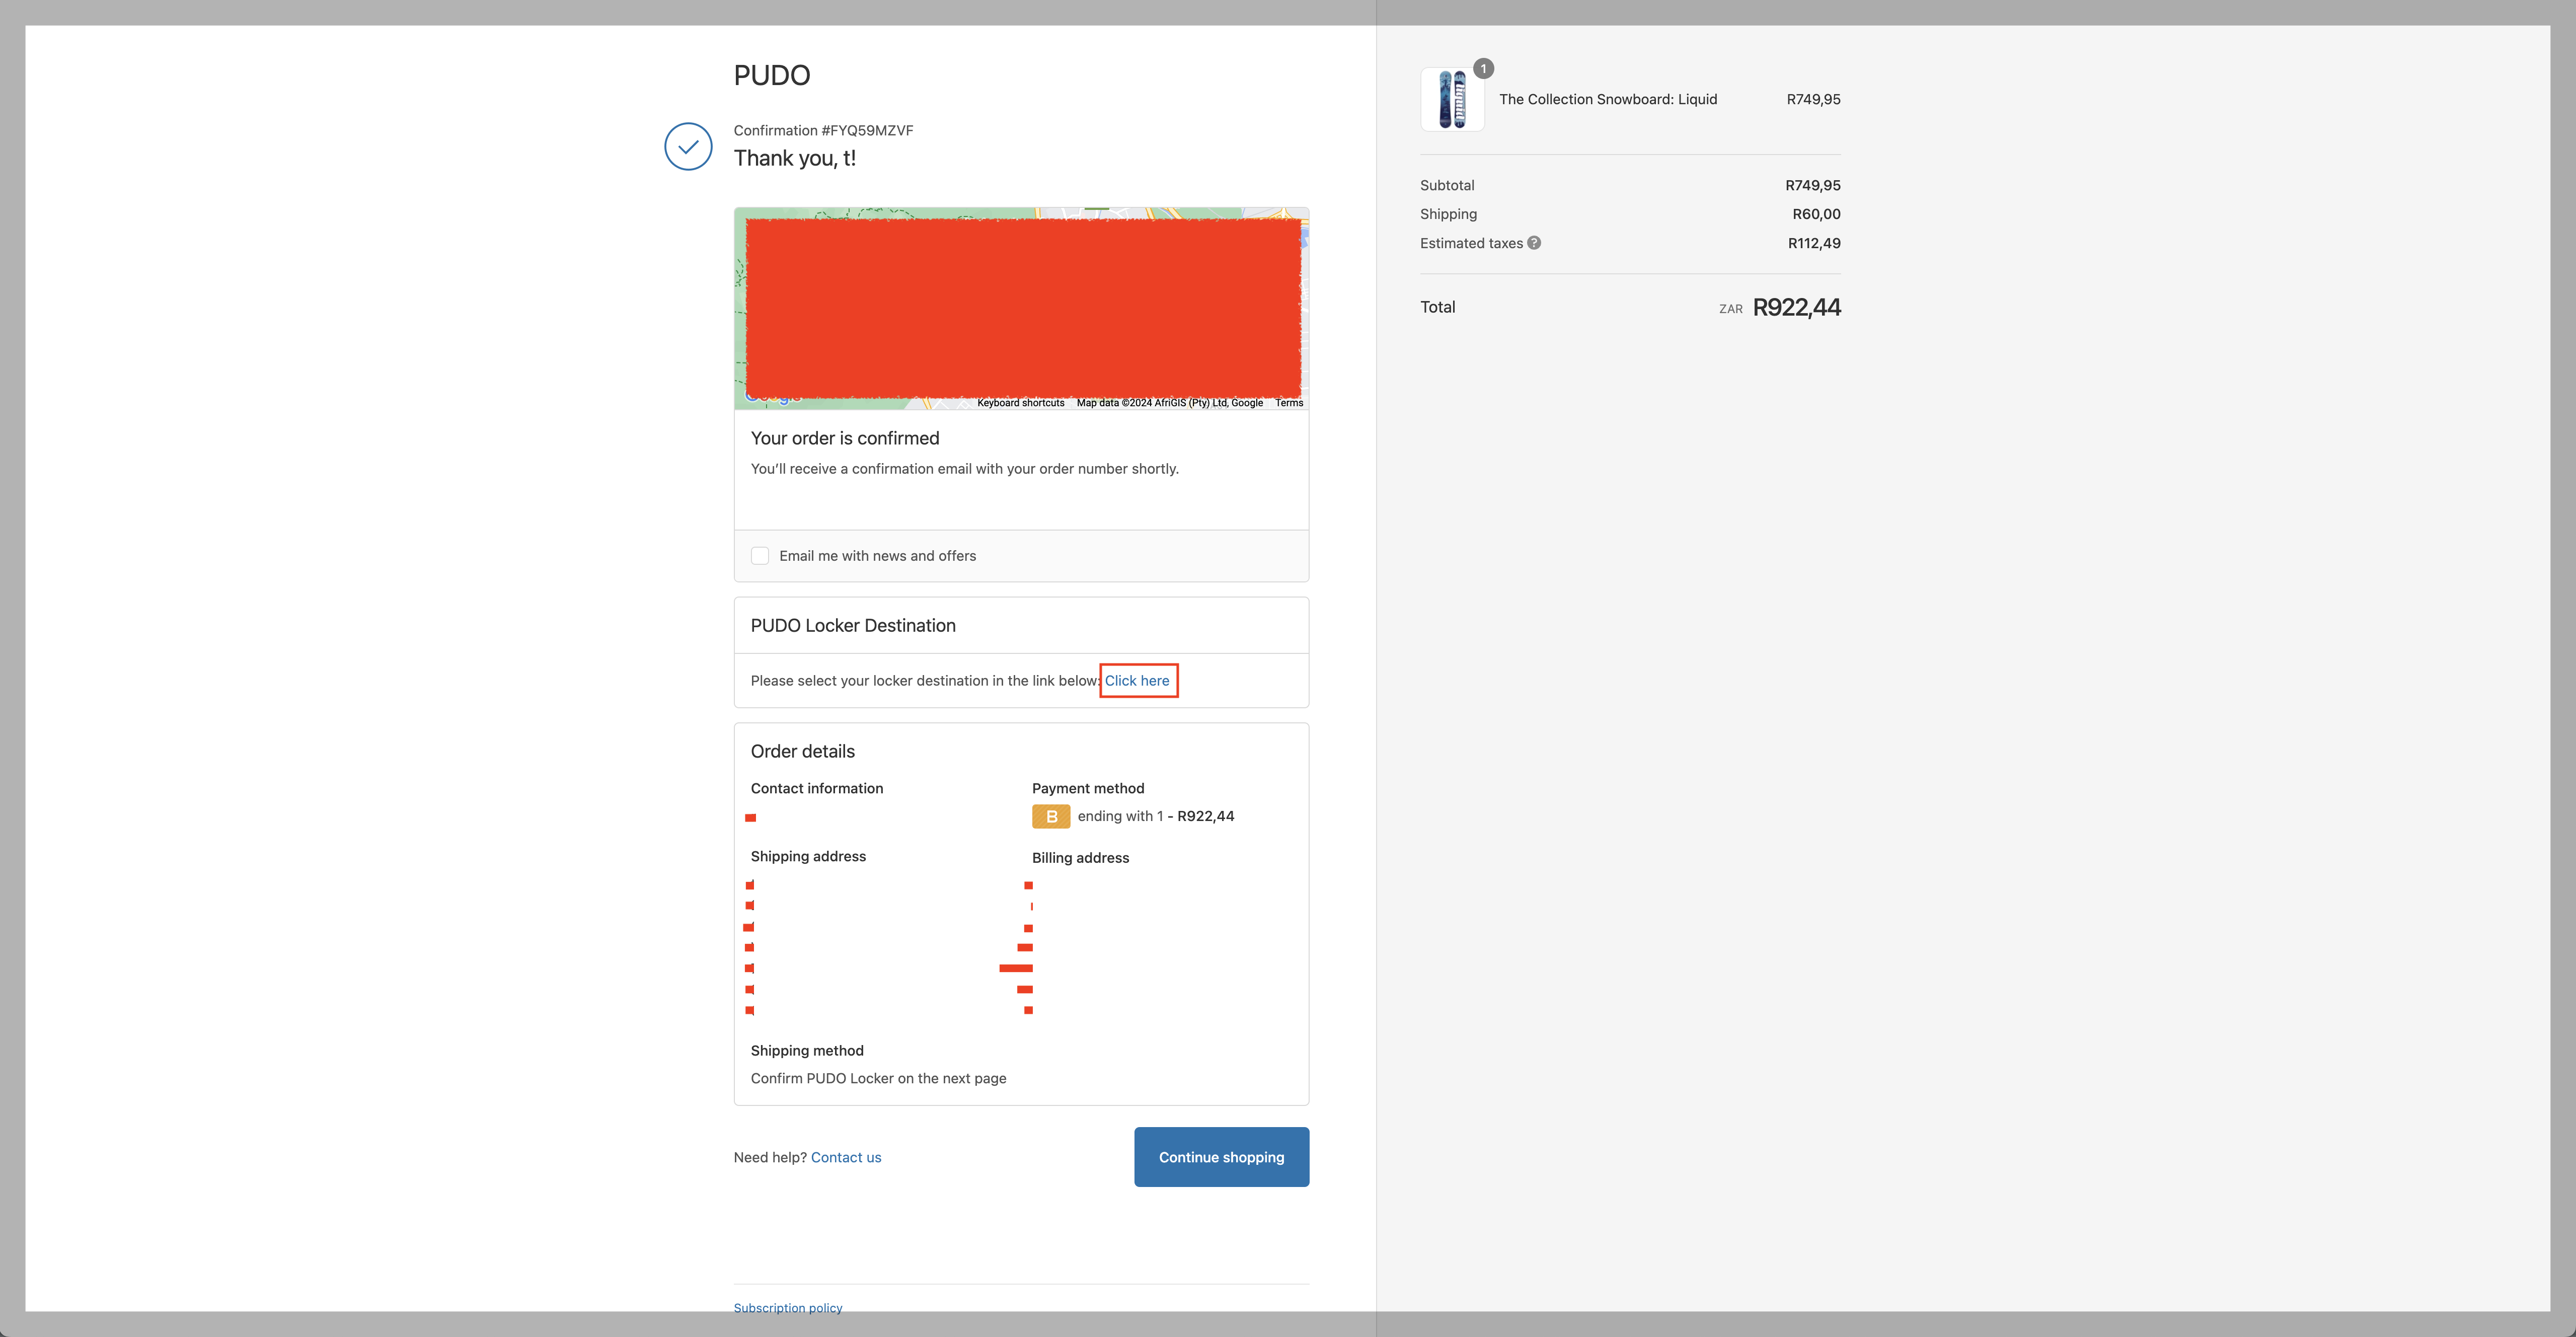 PUDO
Confirmation #FYQ59MZVF
Thank you, t!
Keyboard shortcuts Map data ©2024 AfriGIS (Pty) Ltd, Google Terms
Your order is confirmed
You’ll receive a confirmation email with your order number shortly.
Email me with news and offers
PUDO Locker Destination
Please select your locker destination in the link below: Click here
Order details
Contact information
Payment method
B ending with 1 - R922,44
Shipping address
Billing address
Shipping method
Confirm PUDO Locker on the next page
Need help? Contact us
Continue shopping
Subscription policy
1
The Collection Snowboard: Liquid R749,95
Subtotal R749,95
Shipping R60,00
Estimated taxes ? R112,49
Total ZAR R922,44